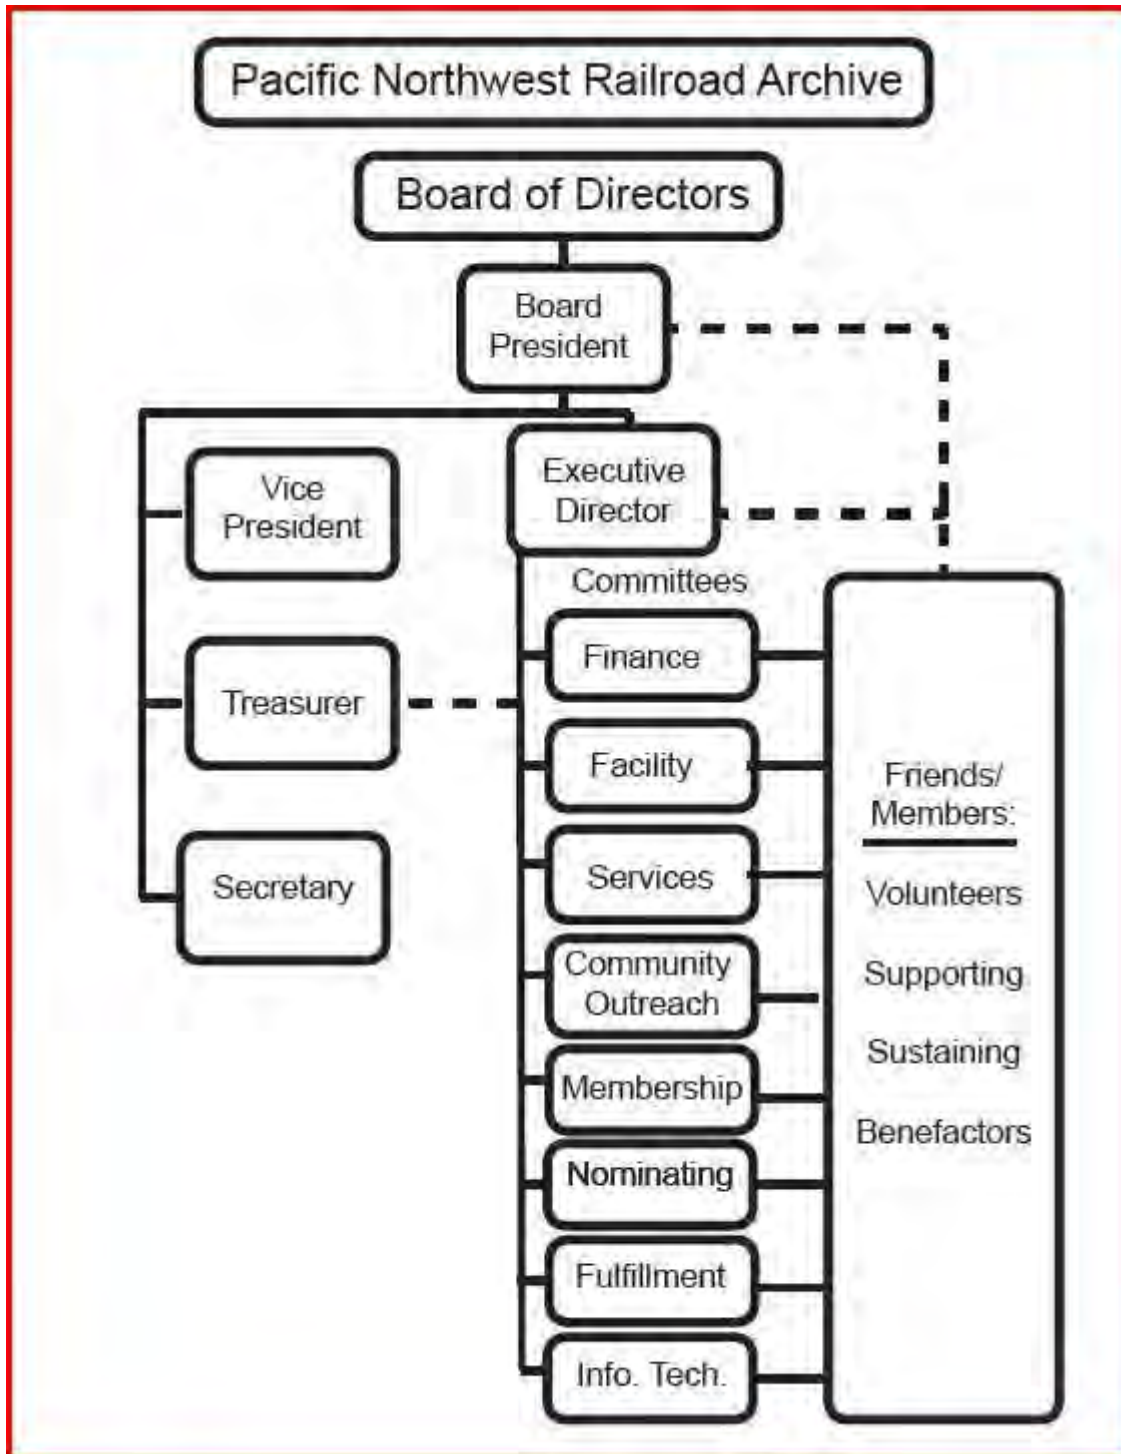 Pacific Northwest Railroad Archive
Board of Directors
Board
President
Vice
President
Executive
Director
Treasurer
Secretary
Committees
Finance
Facility
Services
Community
Outreach
Membership
Nominating
Fulfillment
Info. Tech.
Friends/
Members:
Volunteers
Supporting
Sustaining
Benefactors